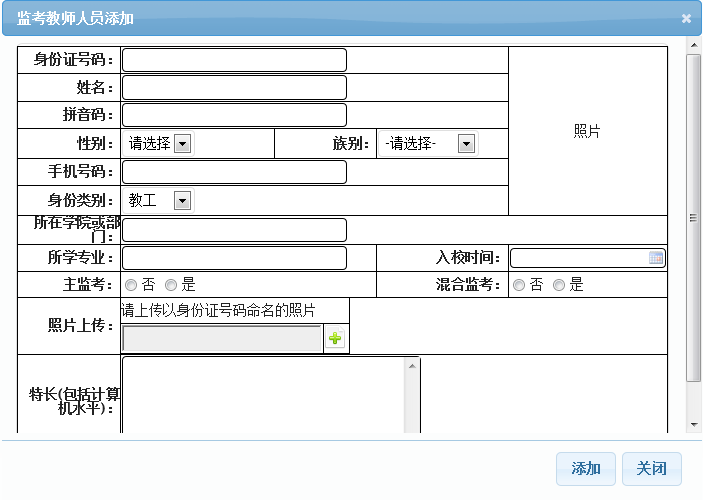 监考教师人员添加
身份证号码：
姓名：
拼音码：
照片
性别： 请选择 族别： -请选择-
手机号码：
身份类别： 教工
所在学院或部
门：
所学专业： 入校时间：
主监考： 否 是 混合监考： 否 是
请上传以身份证号码命名的照片
照片上传：
特长(包括计算
机水平)：
添加 关闭